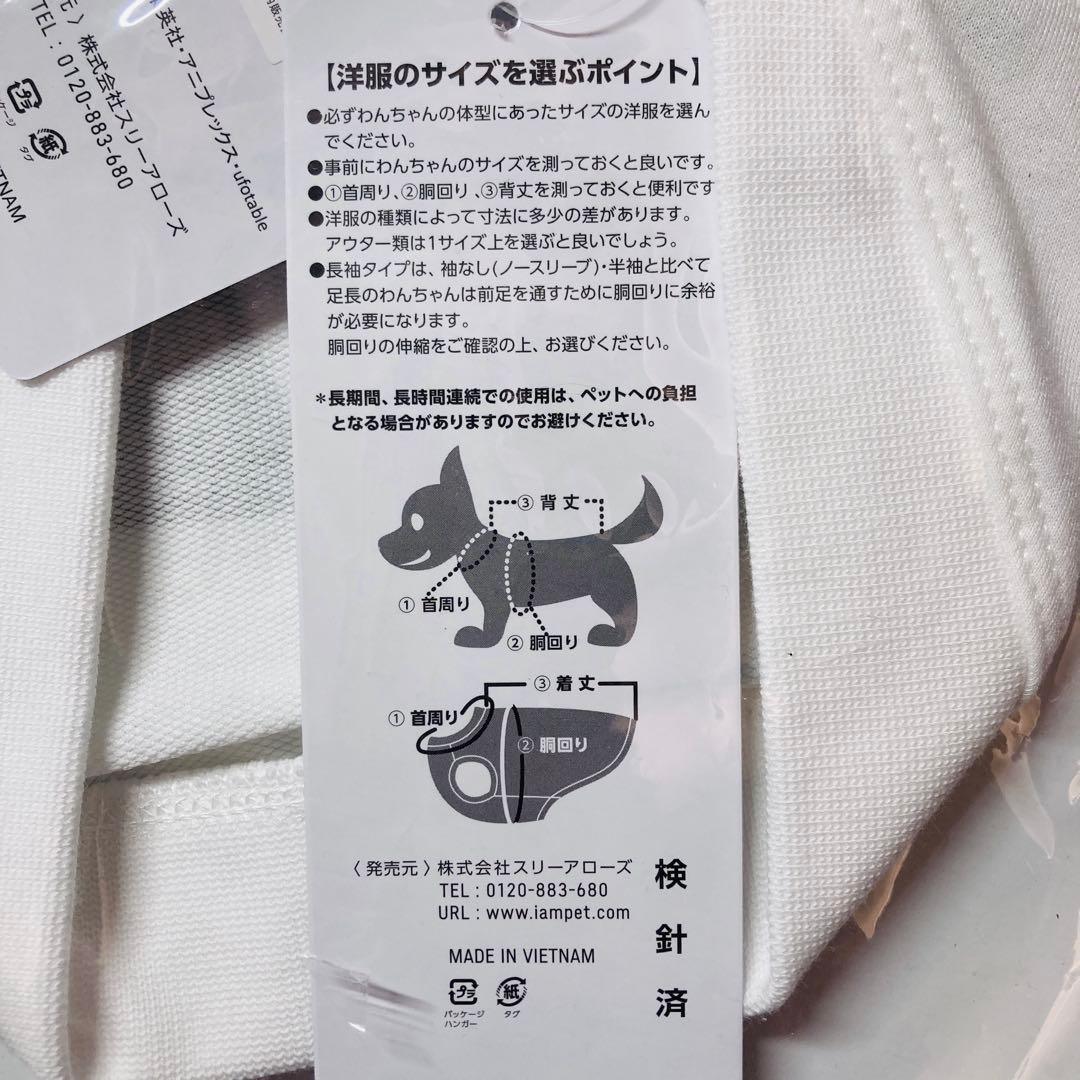 英社・アニプレックス・ufotable
元〉株式会社スリーアローズ
TEL : 0120-883-680
プラ
ッケージ
紙
タグ
TNAM
【洋服のサイズを選ぶポイント】
●必ずわんちゃんの体型にあったサイズの洋服を選ん
でください。
●事前にわんちゃんのサイズを測っておくと良いです。
●①首周り、②胴回り、③背丈を測っておくと便利です
●洋服の種類によって寸法に多少の差があります。
アウター類は1サイズ上を選ぶと良いでしょう。
●長袖タイプは、袖なし(ノースリーブ)・半袖と比べて
足長のわんちゃんは前足を通すために胴回りに余裕
が必要になります。
胴回りの伸縮をご確認の上、お選びください。
＊長期間、長時間連続での使用は、ペットへの負担
となる場合がありますのでお避けください。
③ 背丈
① 首周り
② 胴回り
③ 着丈
① 首周り
② 胴回り
〈 発売元 〉株式会社スリーアローズ
TEL : 0120-883-680
URL : www.iampet.com
検針済
MADE IN VIETNAM
プラ
パッケージ
ハンガー
紙
タグ